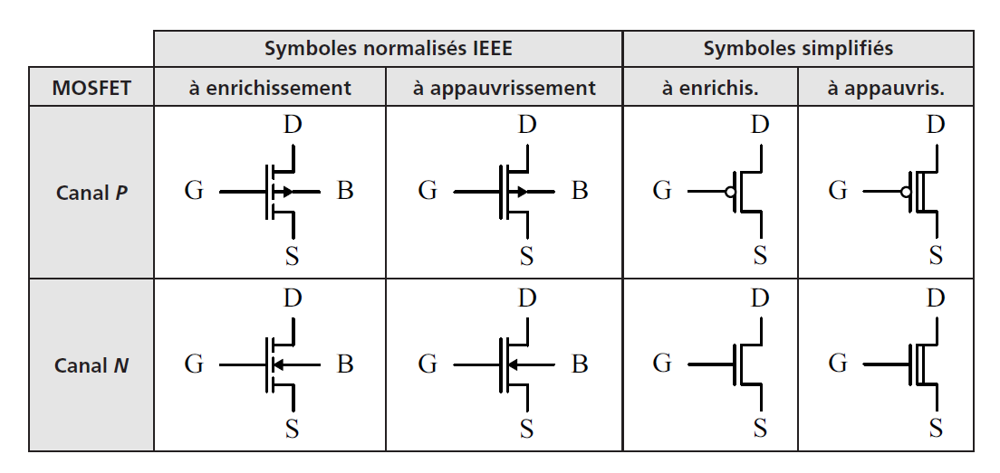 Symboles normalisés IEEE Symboles simplifiés
MOSFET à enrichissement à appauvrissement à enrichis. à appauvris.
D D D D
Canal P G B G B G G
S S S S
D D D D
Canal N G B G B G G
S S S S